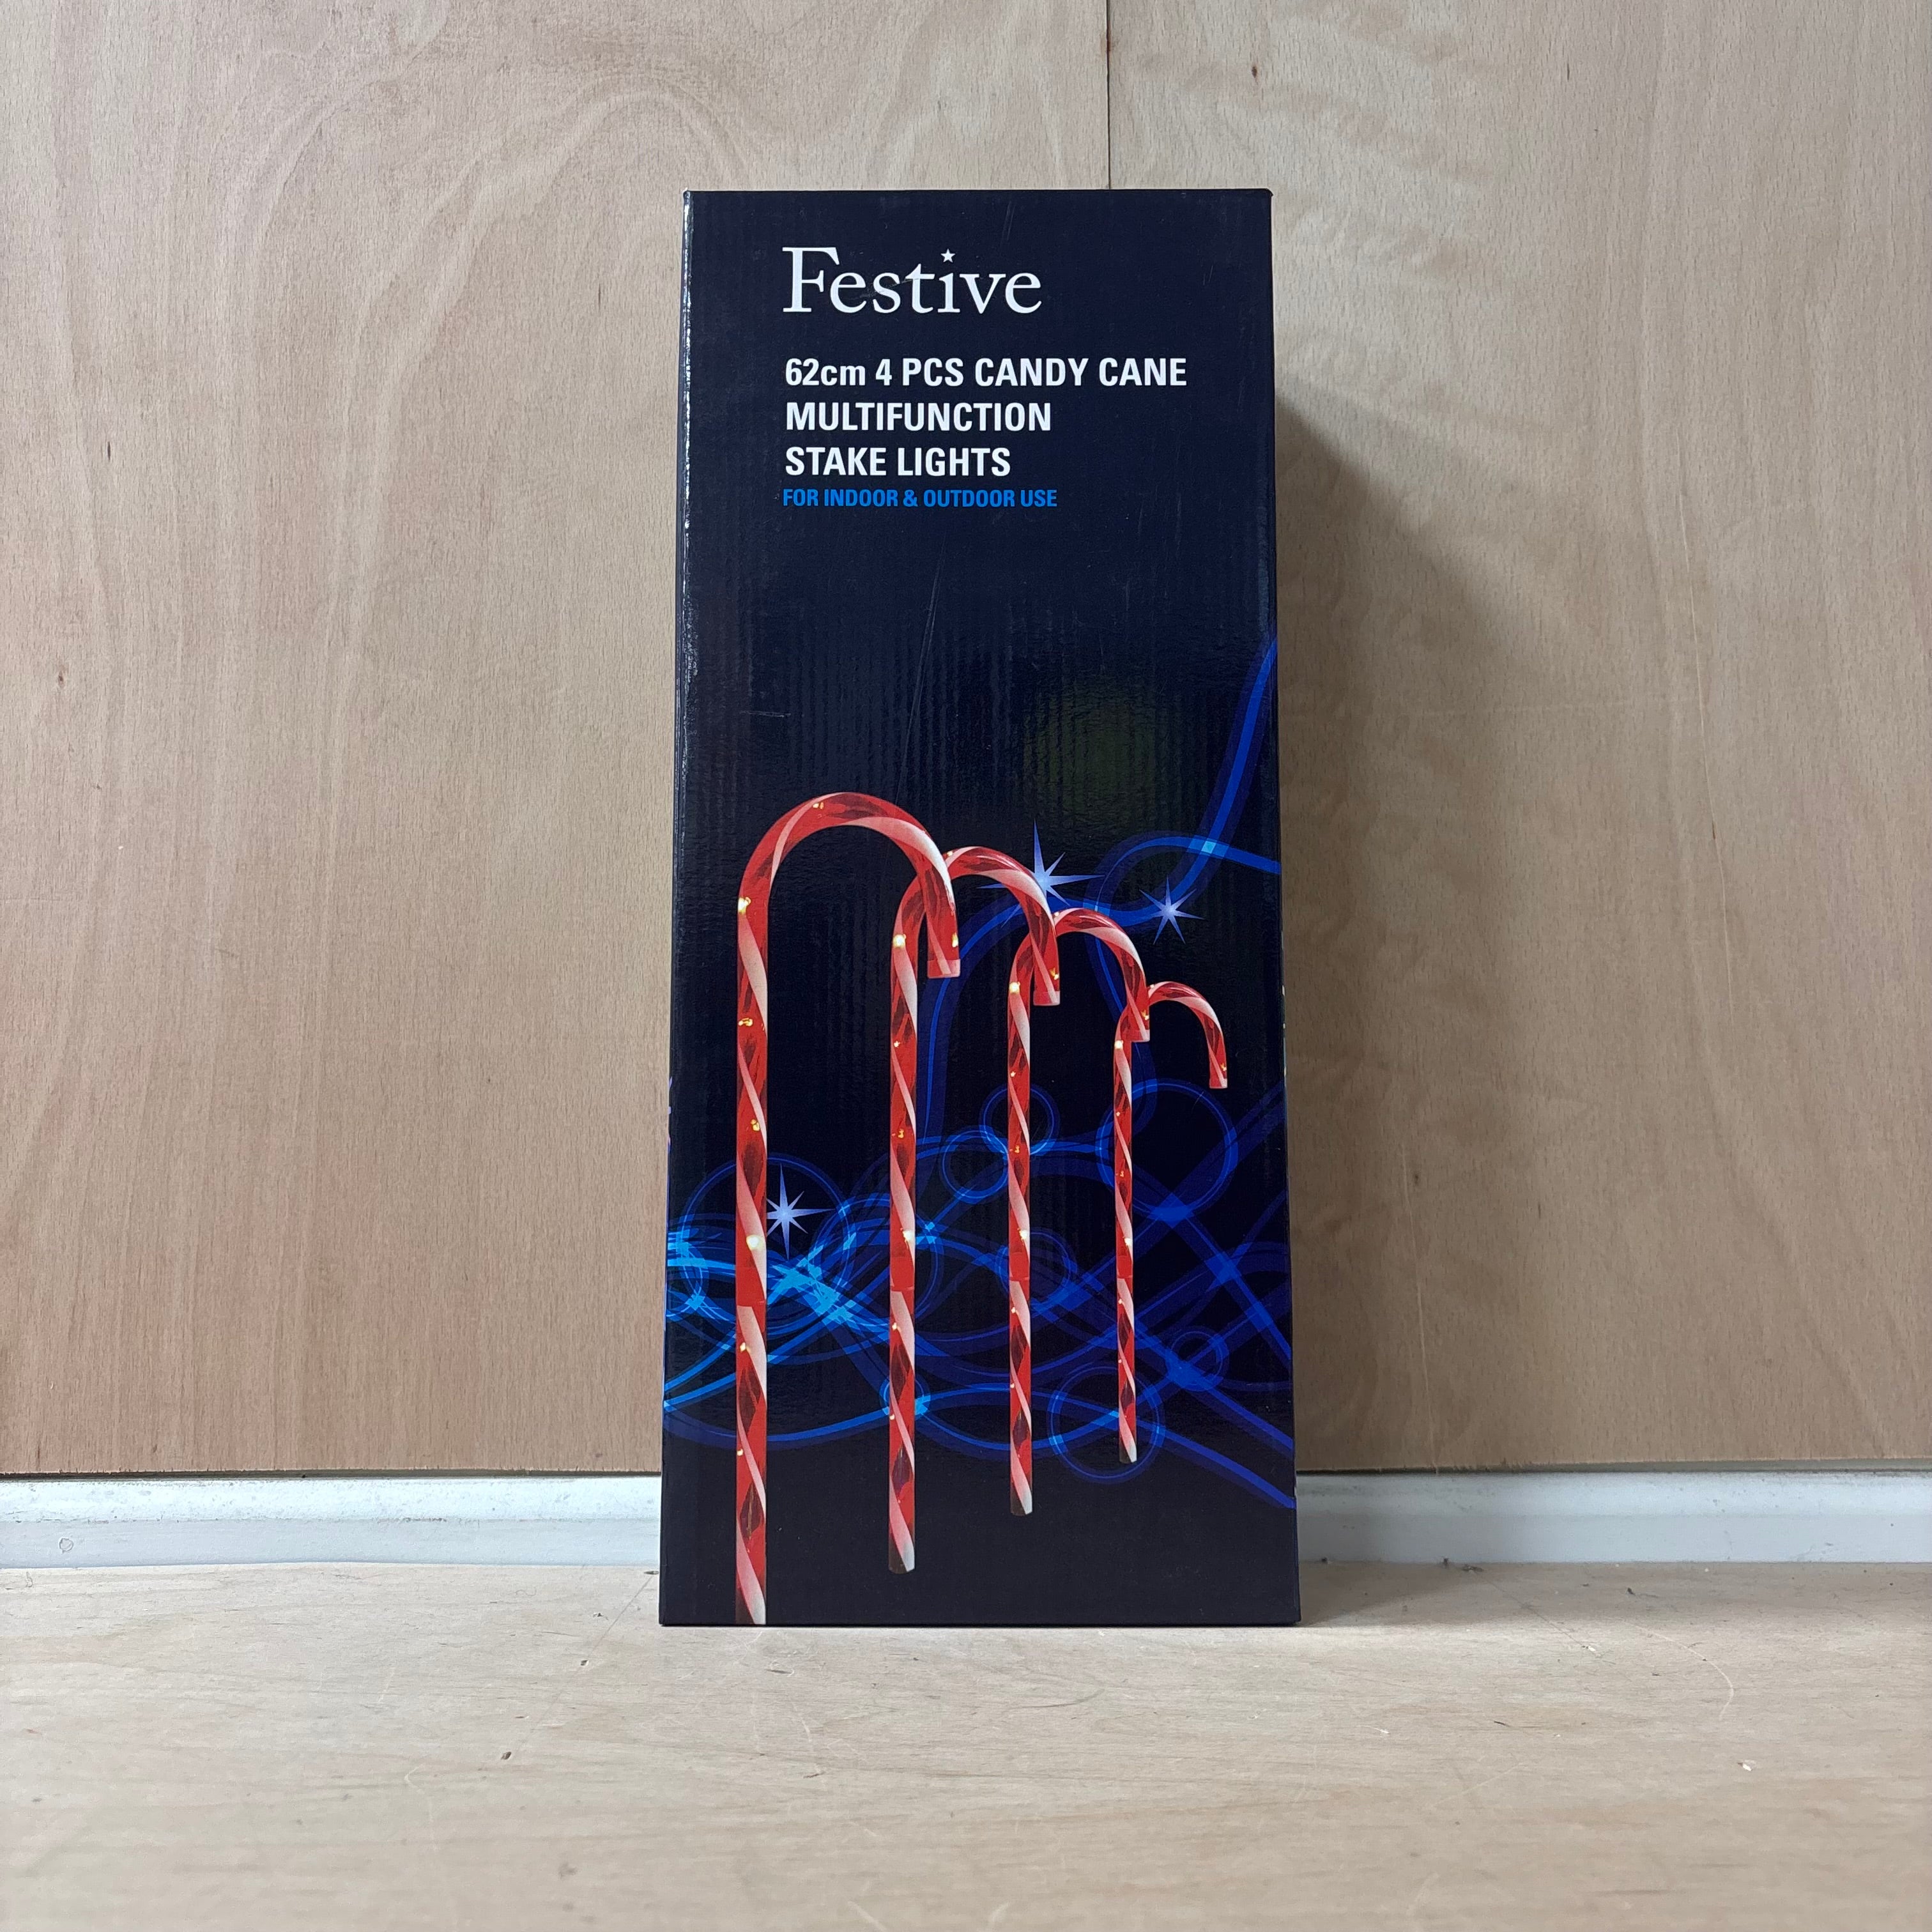 Festive
62cm 4 PCS CANDY CANE
MULTIFUNCTION
STAKE LIGHTS
FOR INDOOR & OUTDOOR USE